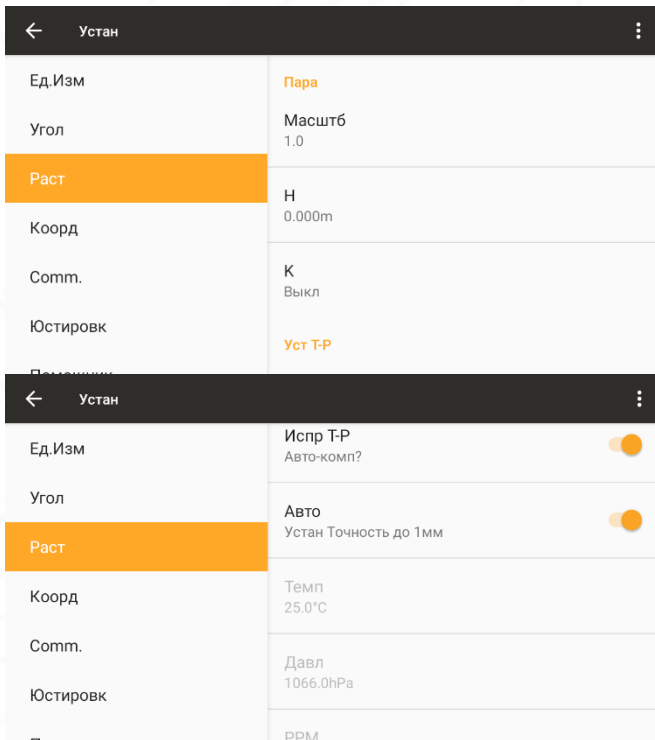 Устан
Ед.Изм
Угол
Раст
Коорд
Comm.
Юстировк
Пара
Масштб
1.0
H
0.000m
K
Выкл
Уст Т-Р
Устан
Ед.Изм
Угол
Раст
Коорд
Comm.
Юстировк
Испр Т-Р
Авто-комп?
Авто
Устан Точность до 1мм
Темп
25.0°C
Давл
1066.0hPa
PPM